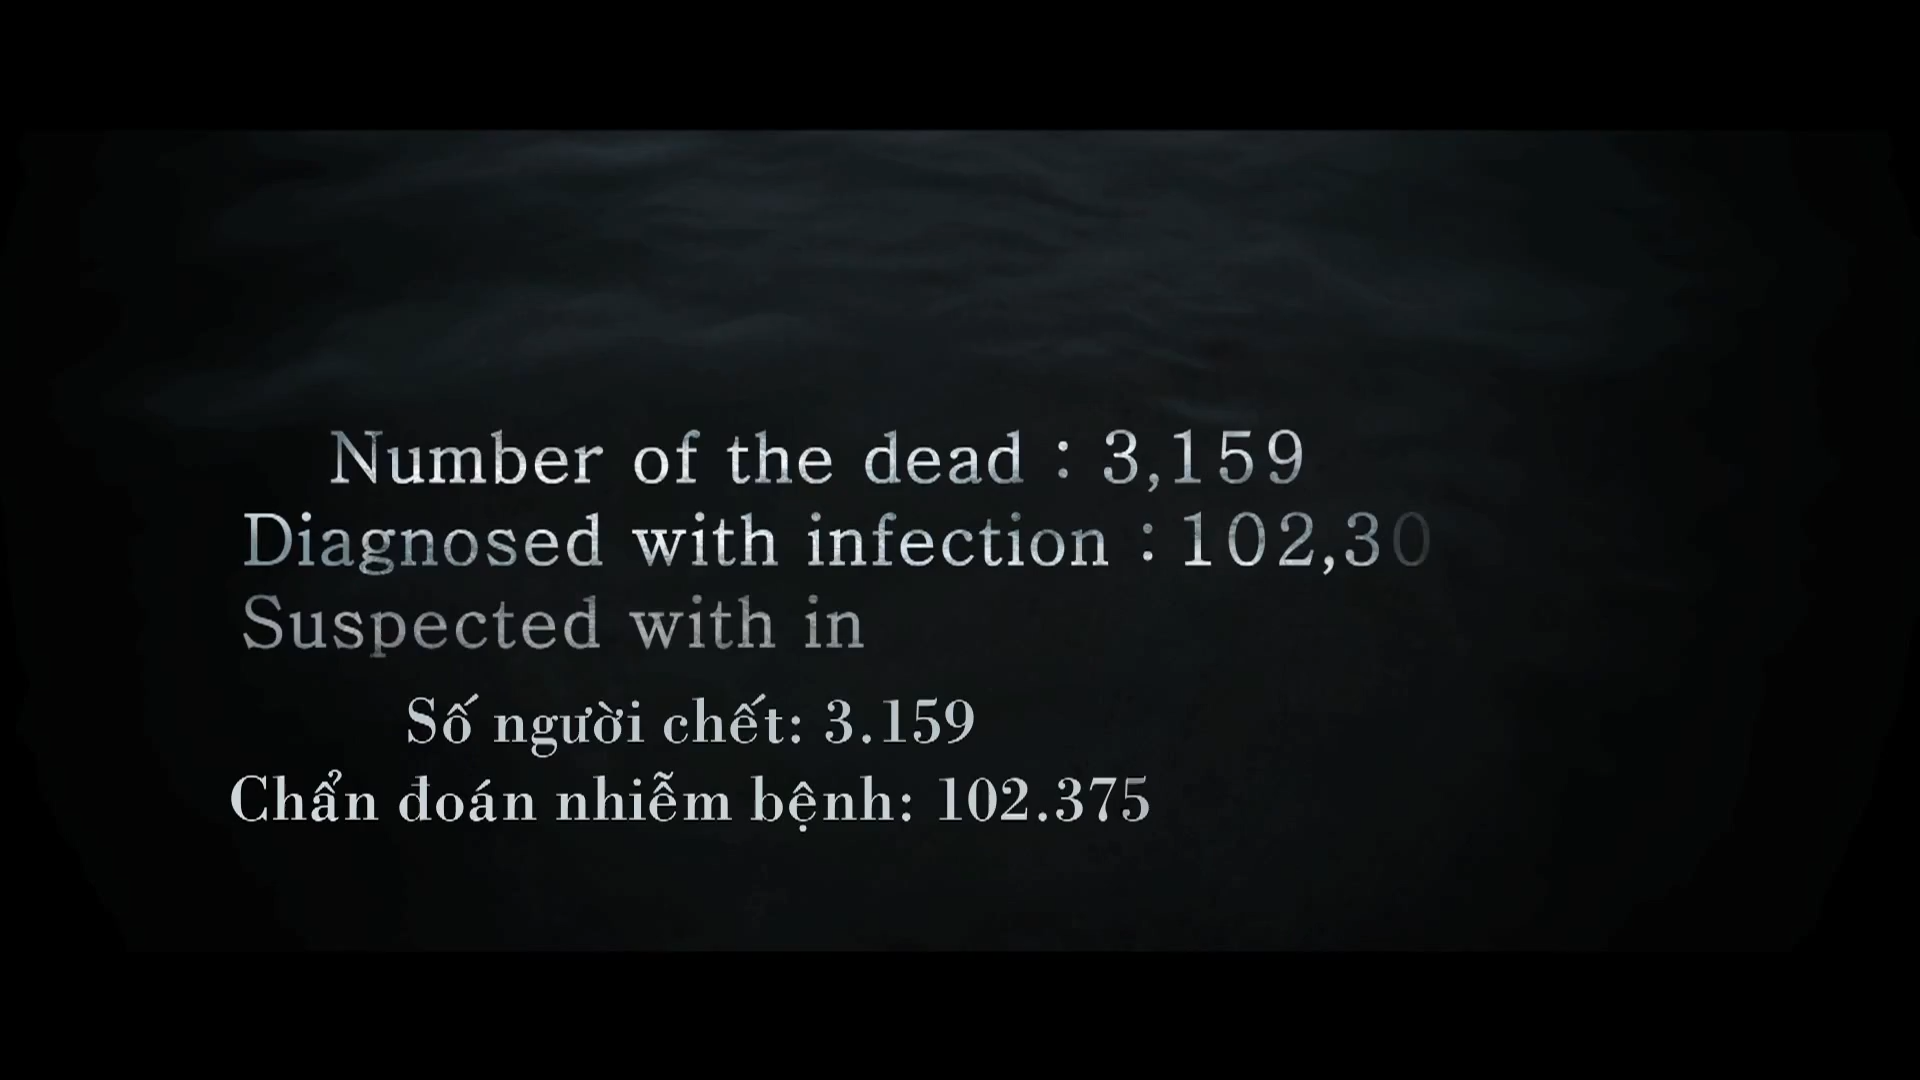 Number of the dead : 3,159
Diagnosed with infection : 102,30
Suspected with in
Số người chết: 3.159
Chẩn đoán nhiễm bệnh: 102.375